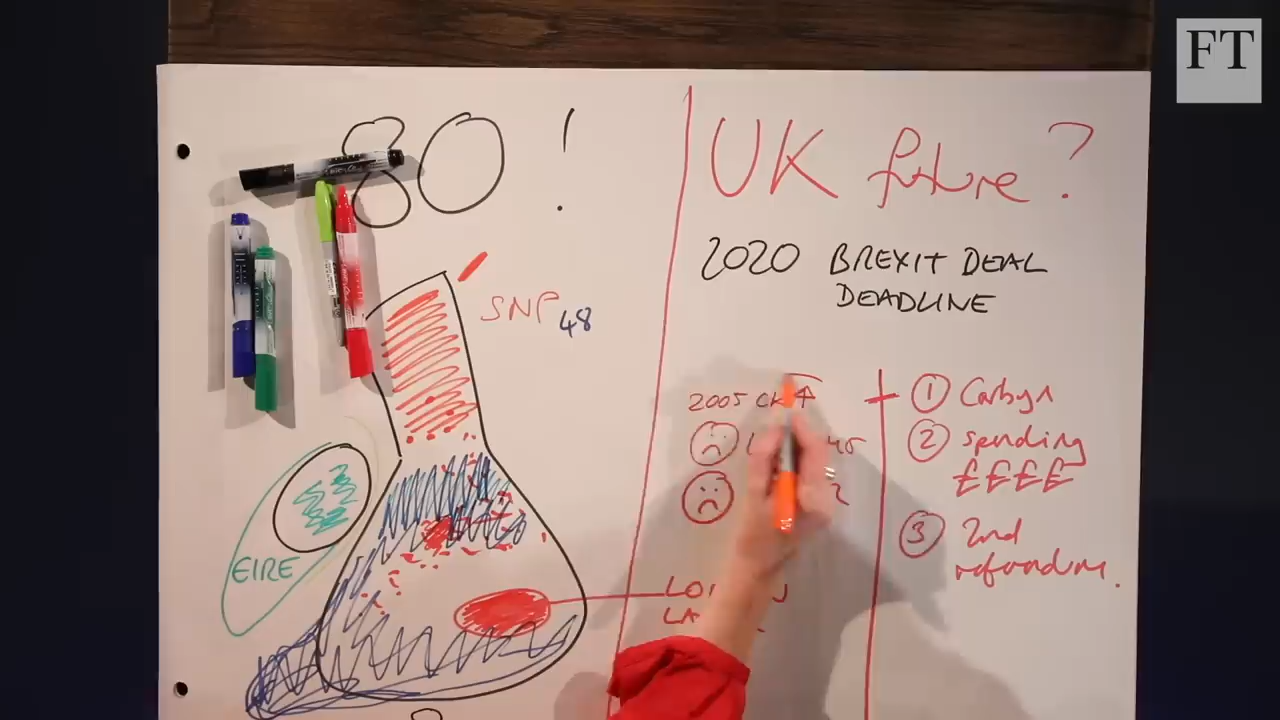 FT
80!
UK future?
2020 BREXIT DEAL
DEADLINE
SNP 48
2005
① Corbyn
② spending
££££
③ 2nd
referendum.
EIRE